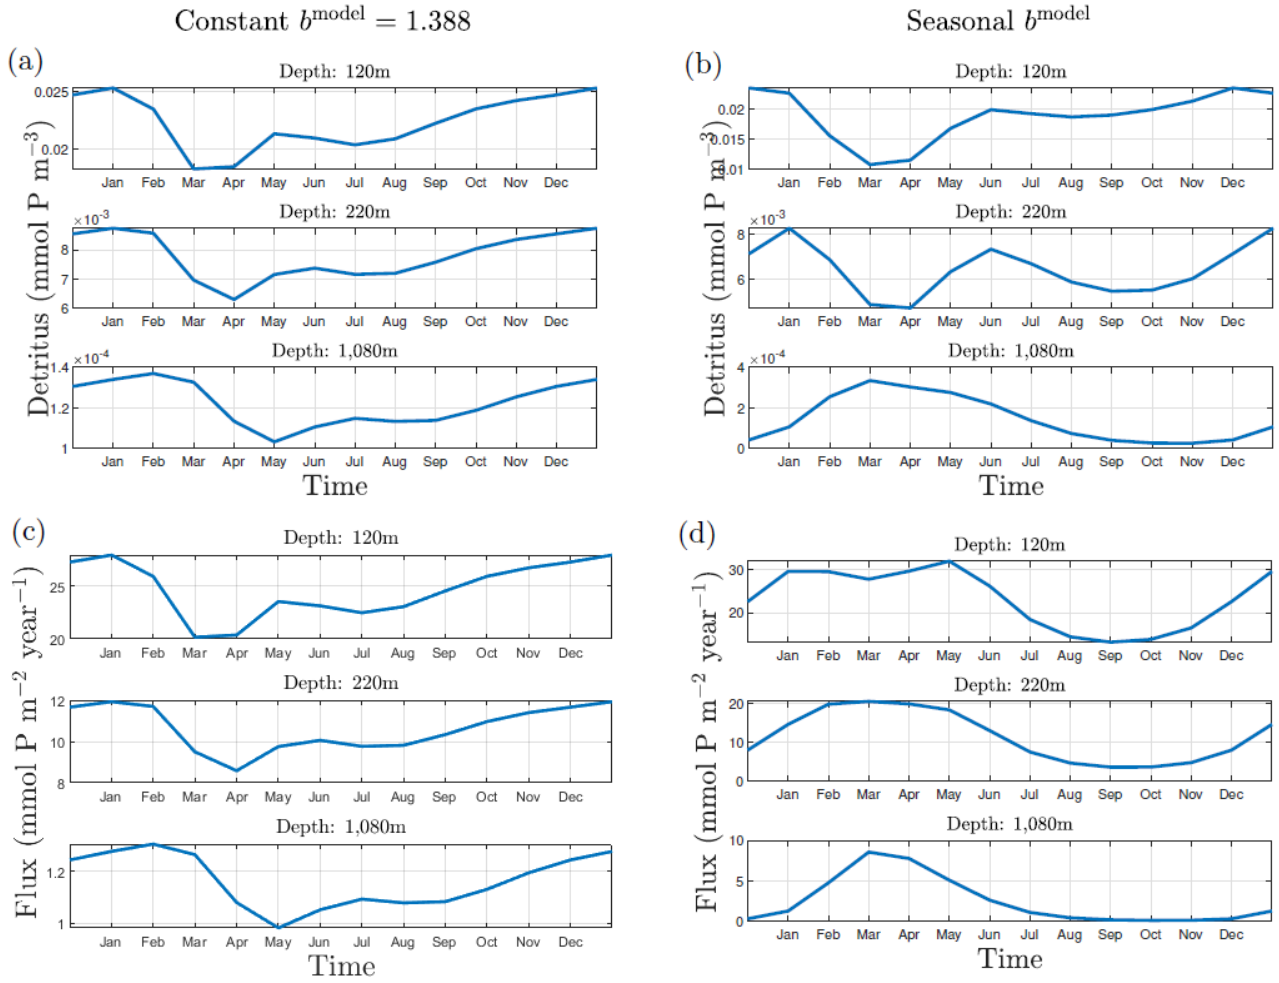 Constant b^model = 1.388
Seasonal b^model
(a)
Depth: 120m
0.025
0.02
Jan Feb Mar Apr May Jun Jul Aug Sep Oct Nov Dec
Depth: 220m
×10^-3
8
7
6
Jan Feb Mar Apr May Jun Jul Aug Sep Oct Nov Dec
Depth: 1,080m
1.4 ×10^-4
1.2
1
Jan Feb Mar Apr May Jun Jul Aug Sep Oct Nov Dec
Detritus (mmol P m^−3)
Time
(b)
Depth: 120m
0.02
0.015
0.01
Jan Feb Mar Apr May Jun Jul Aug Sep Oct Nov Dec
Depth: 220m
×10^-3
8
6
Jan Feb Mar Apr May Jun Jul Aug Sep Oct Nov Dec
Depth: 1,080m
4 ×10^-4
2
0
Jan Feb Mar Apr May Jun Jul Aug Sep Oct Nov Dec
Detritus (mmol P m^−3)
Time
(c)
Depth: 120m
25
20
Jan Feb Mar Apr May Jun Jul Aug Sep Oct Nov Dec
Depth: 220m
12
10
8
Jan Feb Mar Apr May Jun Jul Aug Sep Oct Nov Dec
Depth: 1,080m
1.2
1
Jan Feb Mar Apr May Jun Jul Aug Sep Oct Nov Dec
Flux (mmol P m^−2 year^−1)
Time
(d)
Depth: 120m
30
20
Jan Feb Mar Apr May Jun Jul Aug Sep Oct Nov Dec
Depth: 220m
20
10
0
Jan Feb Mar Apr May Jun Jul Aug Sep Oct Nov Dec
Depth: 1,080m
10
5
0
Jan Feb Mar Apr May Jun Jul Aug Sep Oct Nov Dec
Flux (mmol P m^−2 year^−1)
Time